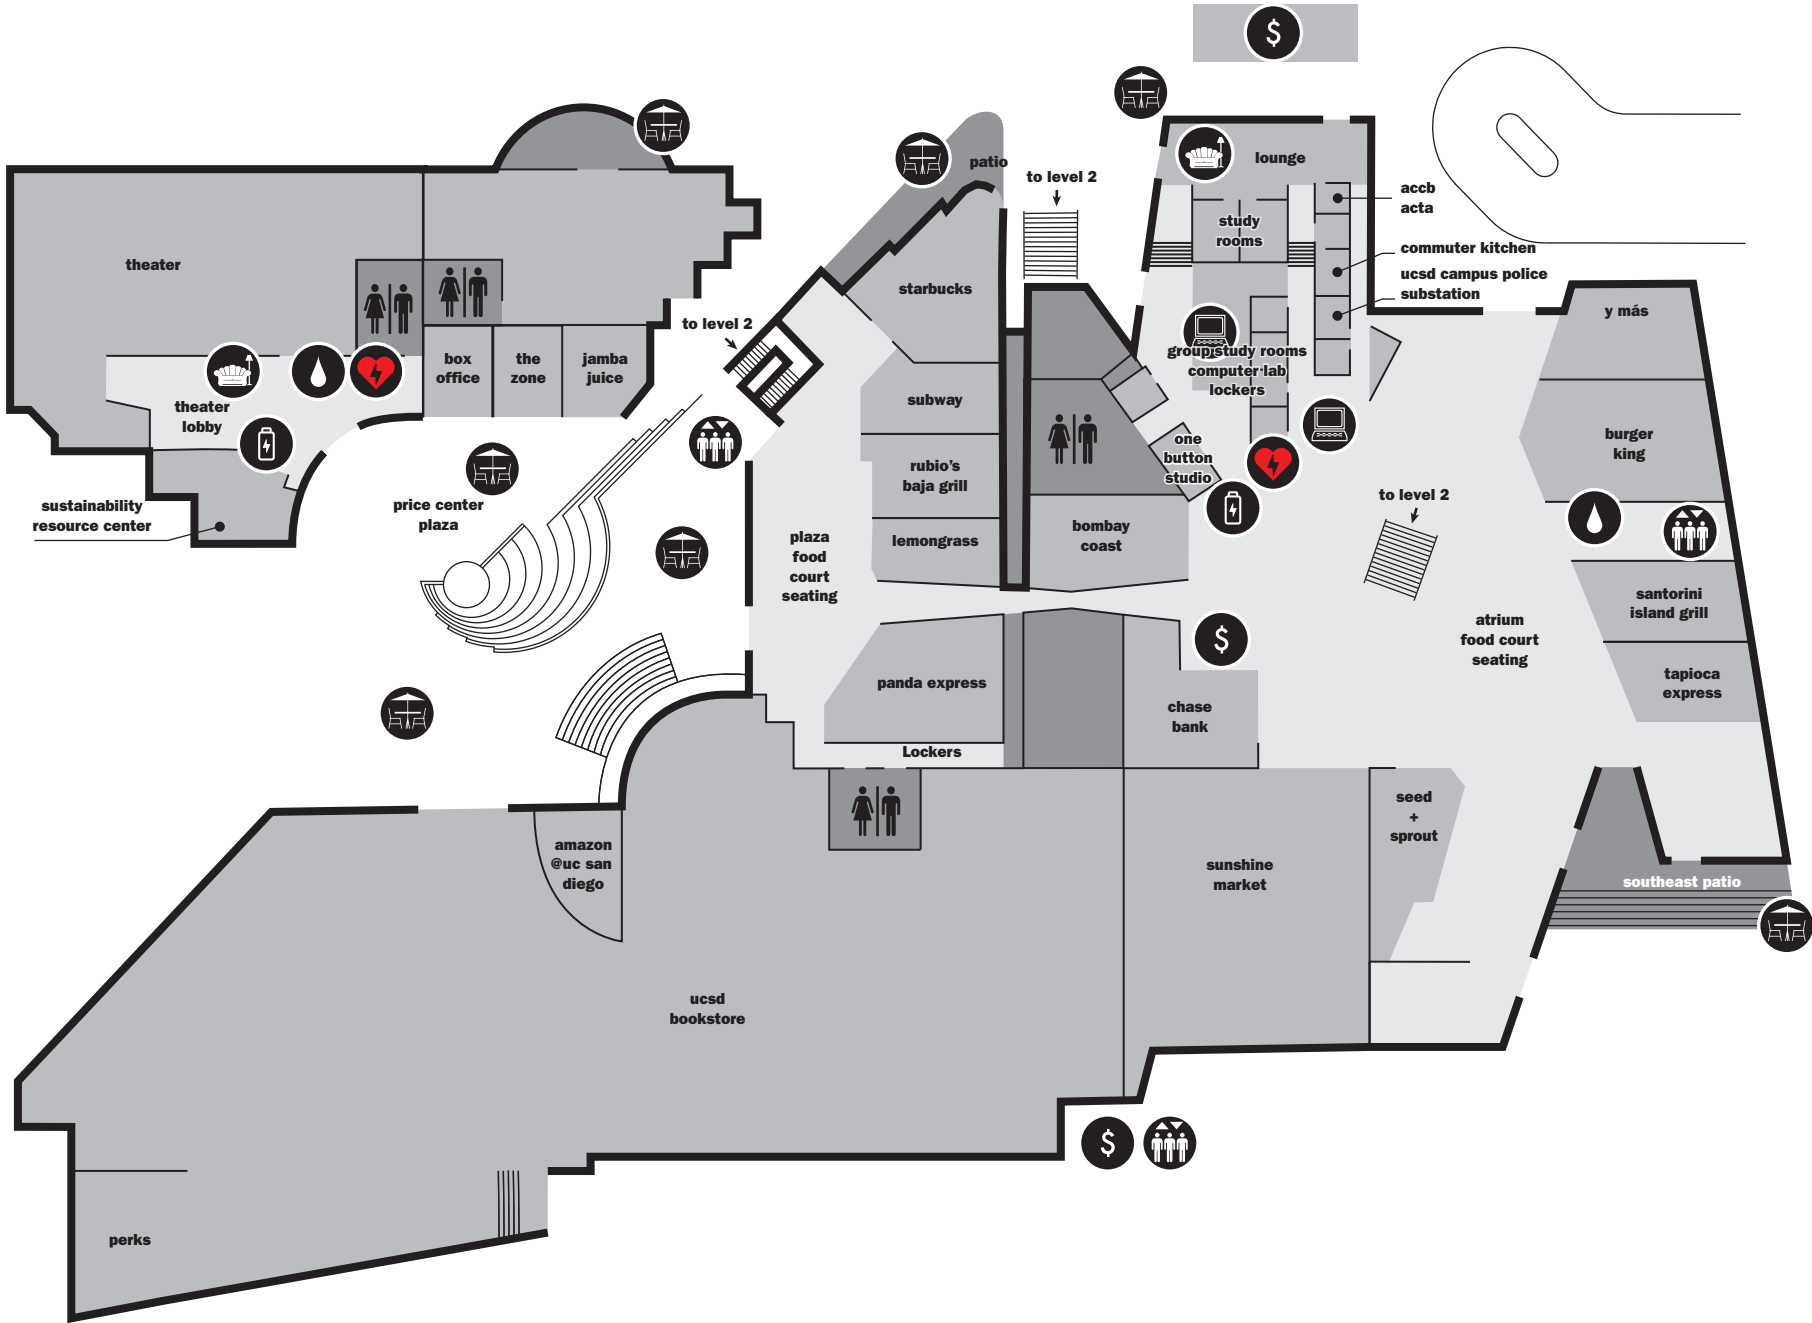 $
patio
to level 2
lounge
accb
acta
study
rooms
commuter kitchen
ucsd campus police
substation
theater
starbucks
y más
to level 2
box
office
the
zone
jamba
juice
group study rooms
computer lab
lockers
theater
lobby
subway
burger
king
one
button
studio
rubio's
baja grill
sustainability
resource center
price center
plaza
to level 2
bombay
coast
lemongrass
plaza
food
court
seating
santorini
island grill
atrium
food court
seating
$
panda express
tapioca
express
chase
bank
Lockers
seed
+
sprout
amazon
@uc san
diego
sunshine
market
southeast patio
ucsd
bookstore
$
perks